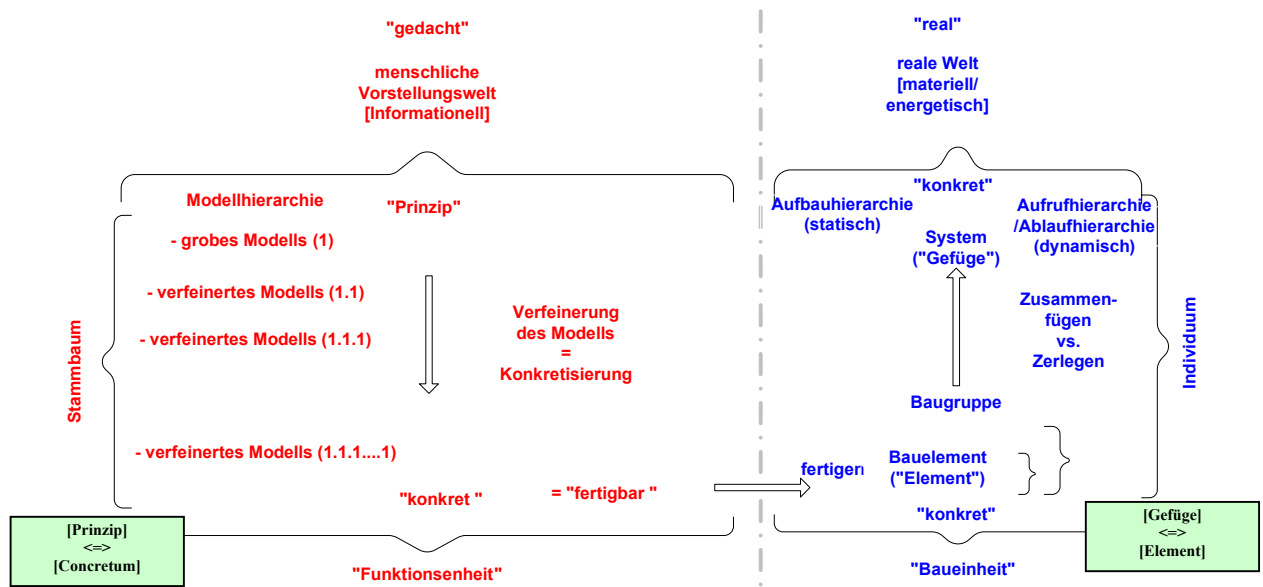 "gedacht"
menschliche
Vorstellungswelt
[Informationell]
Modellhierarchie
"Prinzip"
- grobes Modells (1)
- verfeinertes Modells (1.1)
- verfeinertes Modells (1.1.1)
Verfeinerung
des Modells
=
Konkretisierung
Stammbaum
- verfeinertes Modells (1.1.1....1)
"konkret "
= "fertigbar "
[Prinzip]
<=>
[Concretum]
"Funktionsenheit"
"real"
reale Welt
[materiell/
energetisch]
"konkret"
Aufbauhierarchie
(statisch)
System
("Gefüge")
Aufrufhierarchie
/Ablaufhierarchie
(dynamisch)
Zusammen-
fügen
vs.
Zerlegen
Individuum
Baugruppe
fertigen
Bauelement
("Element")
"konkret"
[Gefüge]
<=>
[Element]
"Baueinheit"